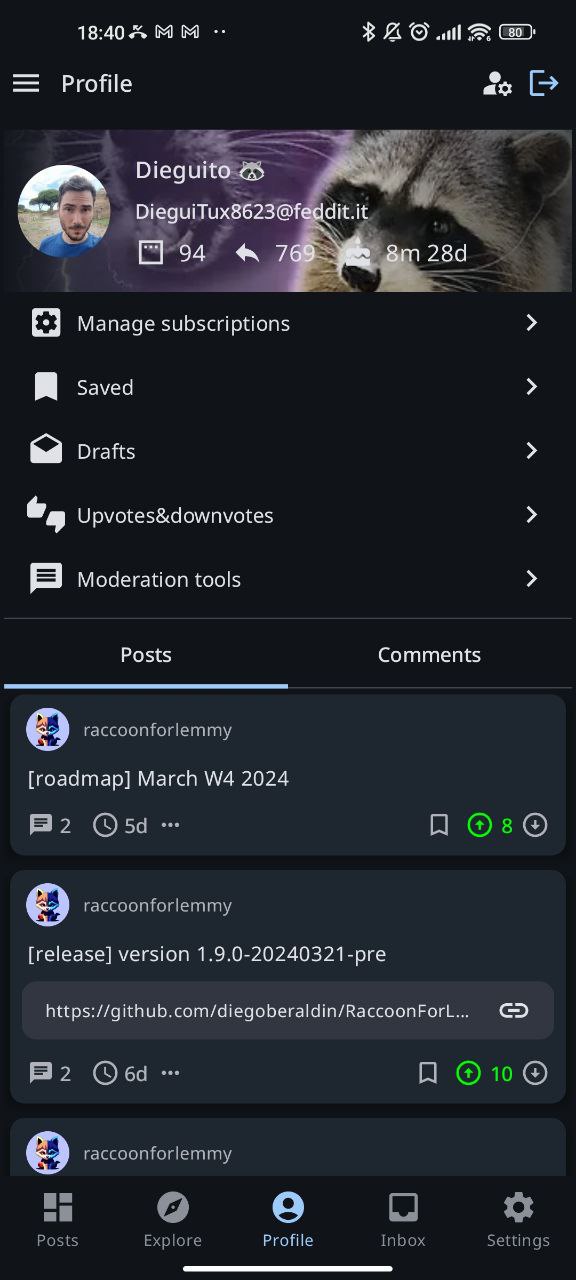 18:40
80
Profile
Dieguito 🦝
DieguiTux8623@feddit.it
94 769 8m 28d
Manage subscriptions
Saved
Drafts
Upvotes&downvotes
Moderation tools
Posts Comments
raccoonforlemmy
[roadmap] March W4 2024
2 5d ••• 8
raccoonforlemmy
[release] version 1.9.0-20240321-pre
https://github.com/diegoberaldin/RaccoonForL...
2 6d ••• 10
raccoonforlemmy
Posts Explore Profile Inbox Settings